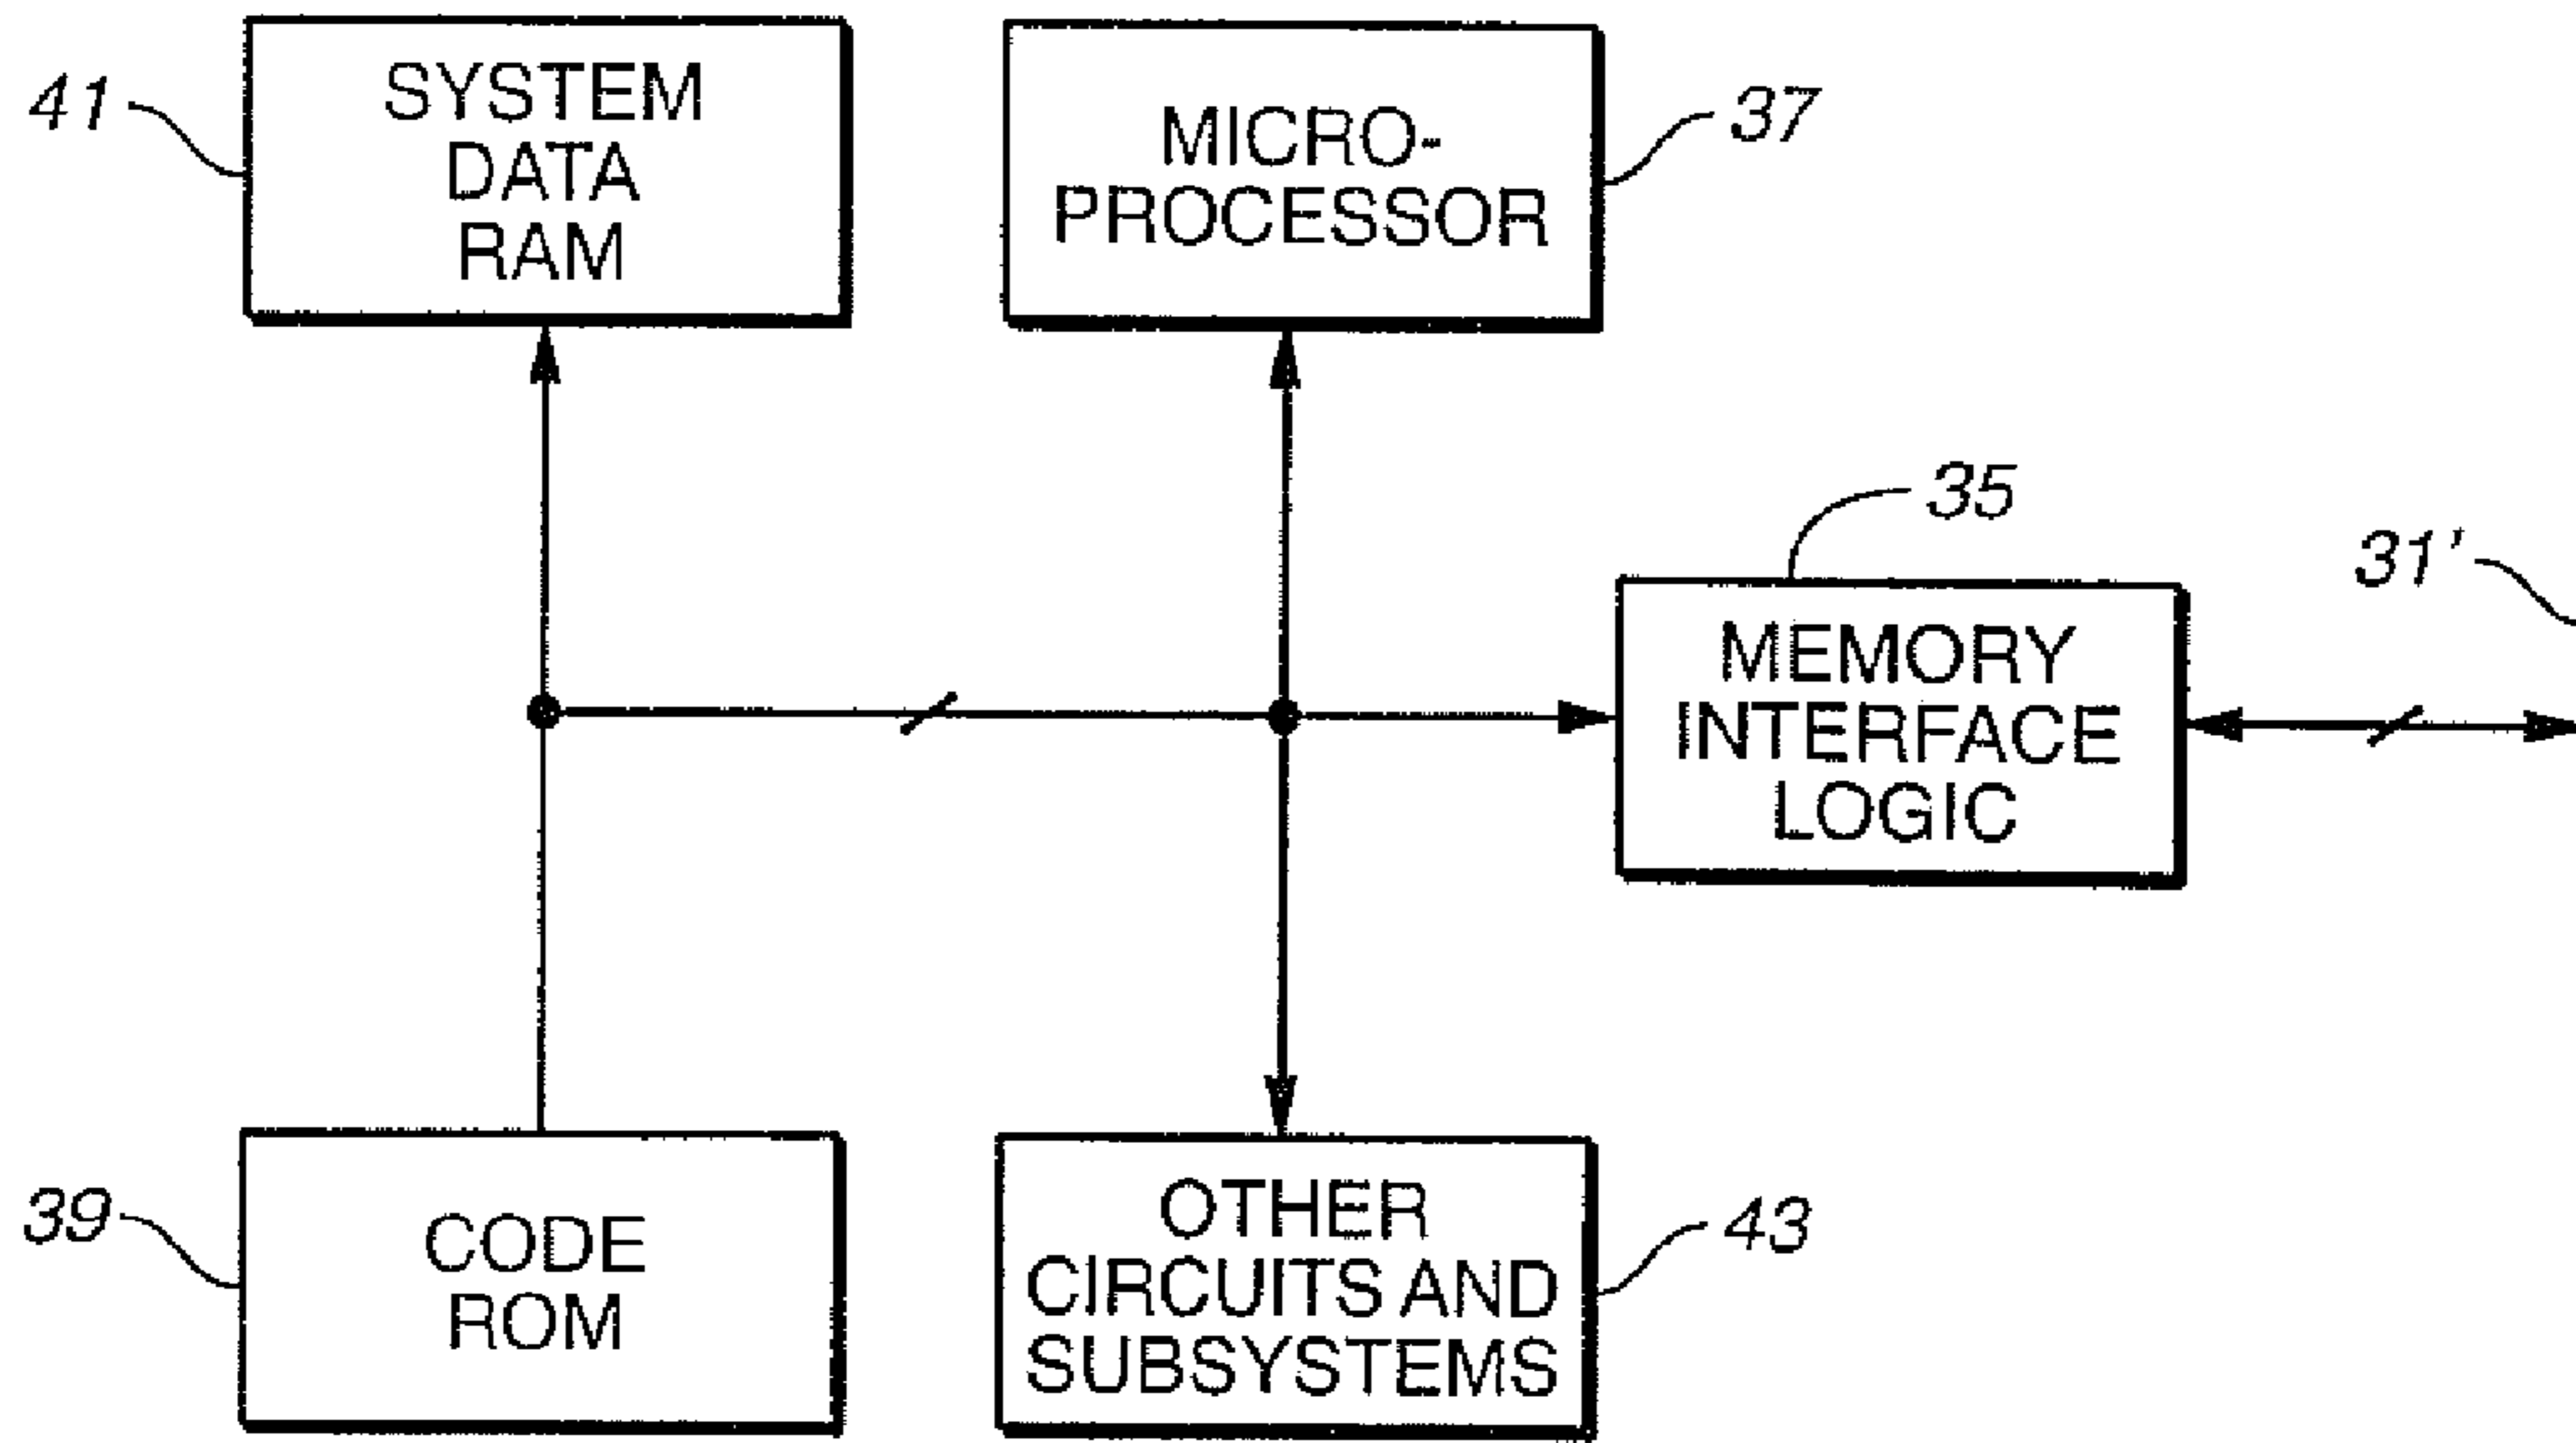 41
SYSTEM
DATA
RAM
MICRO-
PROCESSOR
37
35
31'
MEMORY
INTERFACE
LOGIC
39
CODE
ROM
OTHER
CIRCUITS AND
SUBSYSTEMS
43